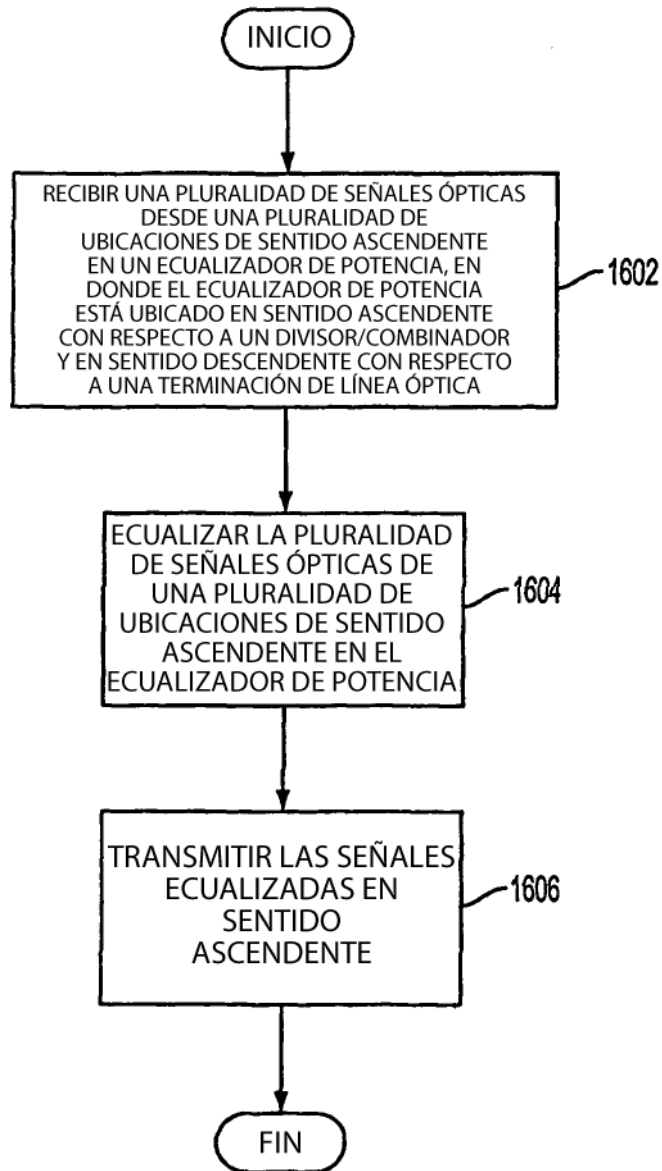 INICIO
RECIBIR UNA PLURALIDAD DE SEÑALES ÓPTICAS
DESDE UNA PLURALIDAD DE
UBICACIONES DE SENTIDO ASCENDENTE
EN UN ECUALIZADOR DE POTENCIA, EN
DONDE EL ECUALIZADOR DE POTENCIA
ESTÁ UBICADO EN SENTIDO ASCENDENTE
CON RESPECTO A UN DIVISOR/COMBINADOR
Y EN SENTIDO DESCENDENTE CON RESPECTO
A UNA TERMINACIÓN DE LÍNEA ÓPTICA
1602
ECUALIZAR LA PLURALIDAD
DE SEÑALES ÓPTICAS DE
UNA PLURALIDAD DE
UBICACIONES DE SENTIDO
ASCENDENTE EN EL
ECUALIZADOR DE POTENCIA
1604
TRANSMITIR LAS SEÑALES
ECUALIZADAS EN
SENTIDO
ASCENDENTE
1606
FIN